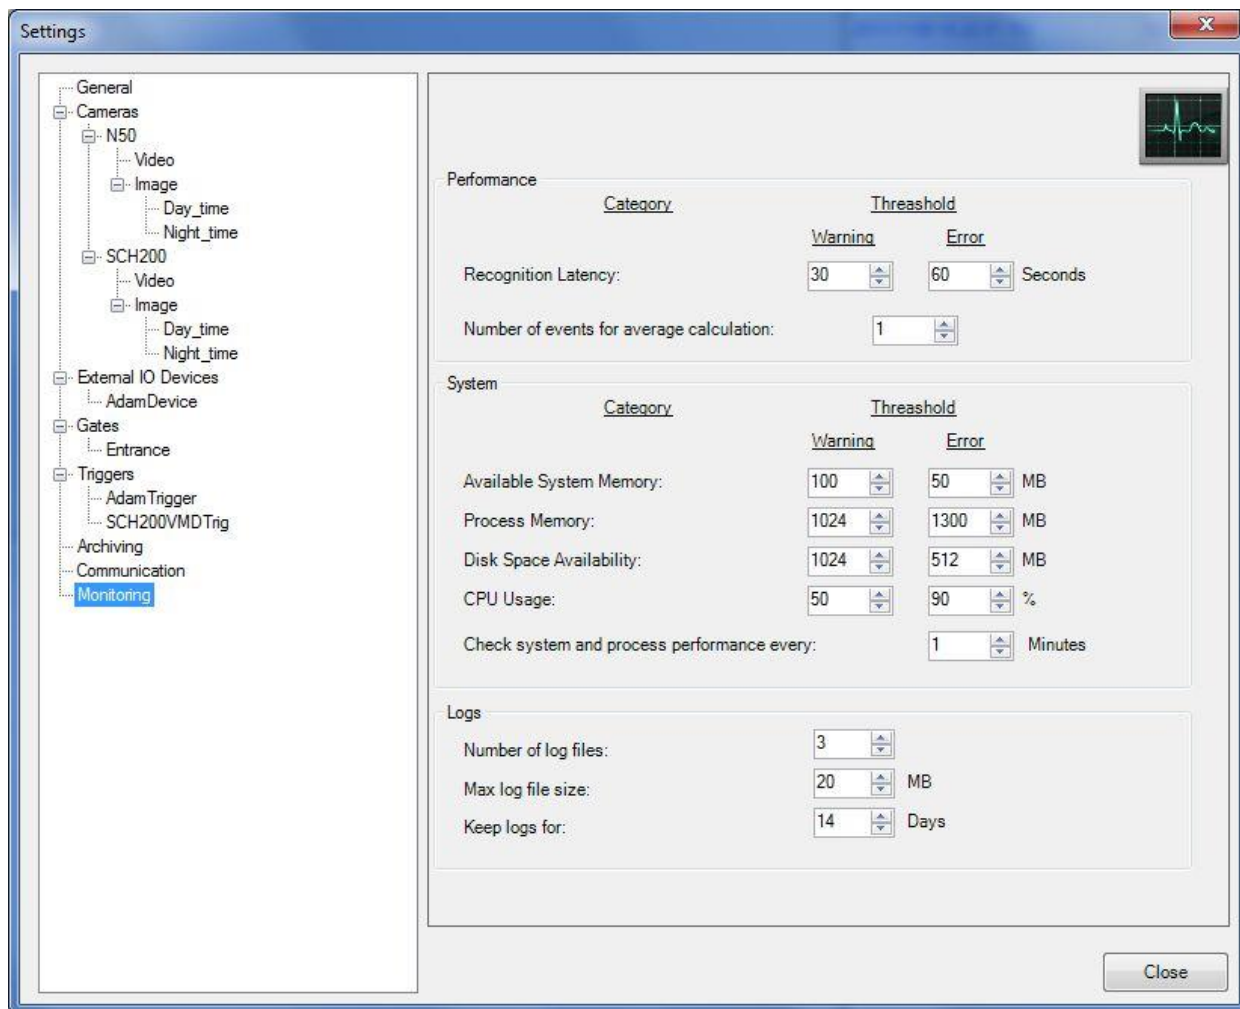 Settings
General
Cameras
N50
Video
Image
Day_time
Night_time
SCH200
Video
Image
Day_time
Night_time
External IO Devices
AdamDevice
Gates
Entrance
Triggers
AdamTrigger
SCH200VMDTrig
Archiving
Communication
Monitoring
Performance
Category Threashold
Warning Error
Recognition Latency: 30 60 Seconds
Number of events for average calculation: 1
System
Category Threashold
Warning Error
Available System Memory: 100 50 MB
Process Memory: 1024 1300 MB
Disk Space Availability: 1024 512 MB
CPU Usage: 50 90 %
Check system and process performance every: 1 Minutes
Logs
Number of log files: 3
Max log file size: 20 MB
Keep logs for: 14 Days
Close